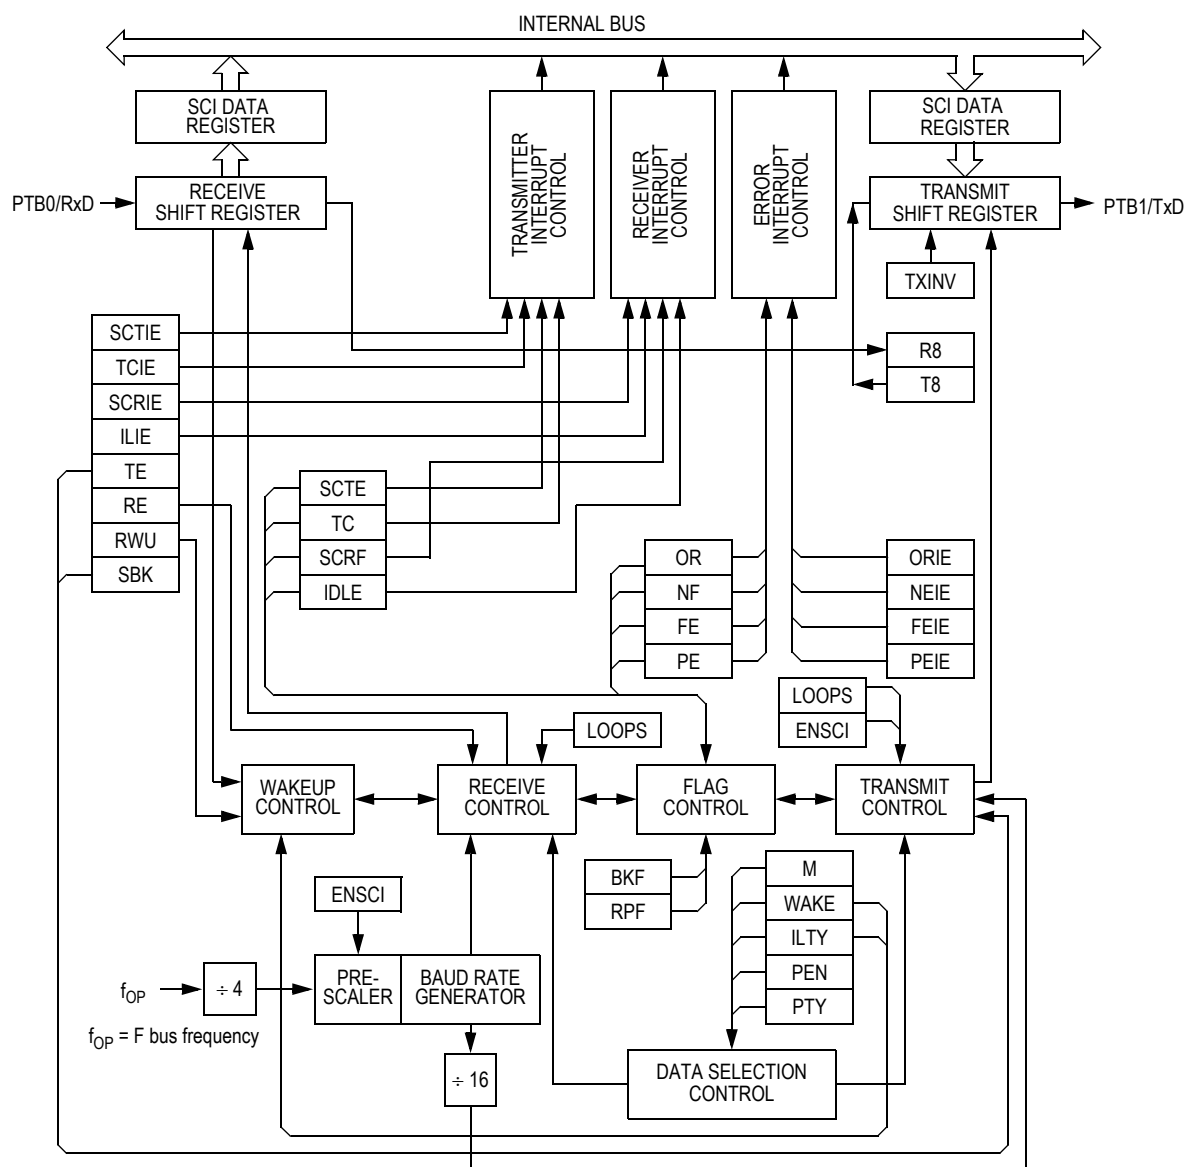 INTERNAL BUS
SCI DATA
REGISTER
RECEIVE
SHIFT REGISTER
PTB0/RxD
TRANSMITTER
INTERRUPT
CONTROL
RECEIVER
INTERRUPT
CONTROL
ERROR
INTERRUPT
CONTROL
SCI DATA
REGISTER
TRANSMIT
SHIFT REGISTER
PTB1/TxD
TXINV
R8
T8
SCTIE
TCIE
SCRIE
ILIE
TE
RE
RWU
SBK
SCTE
TC
SCRF
IDLE
OR
NF
FE
PE
ORIE
NEIE
FEIE
PEIE
LOOPS
LOOPS
ENSCI
WAKEUP
CONTROL
RECEIVE
CONTROL
FLAG
CONTROL
TRANSMIT
CONTROL
BKF
RPF
M
WAKE
ILTY
PEN
PTY
ENSCI
fOP
÷ 4
PRE-
SCALER
BAUD RATE
GENERATOR
fOP = F bus frequency
÷ 16
DATA SELECTION
CONTROL